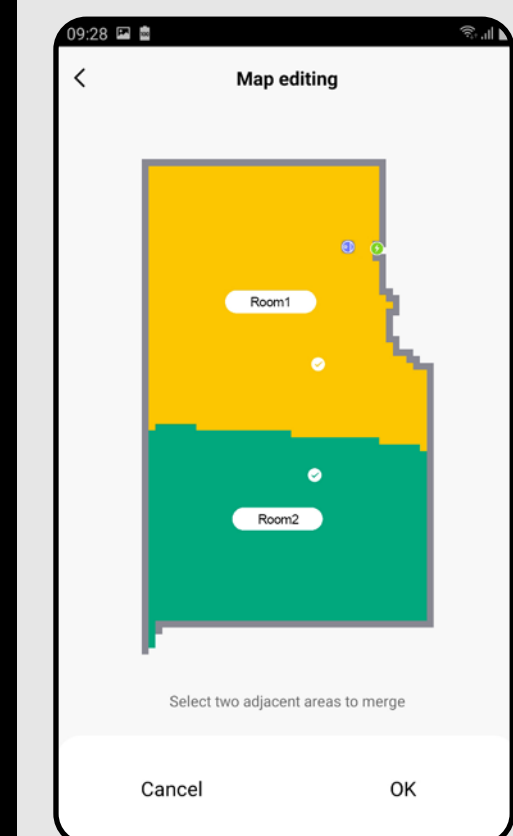 09:28
Map editing
Room1
Room2
Select two adjacent areas to merge
Cancel
OK